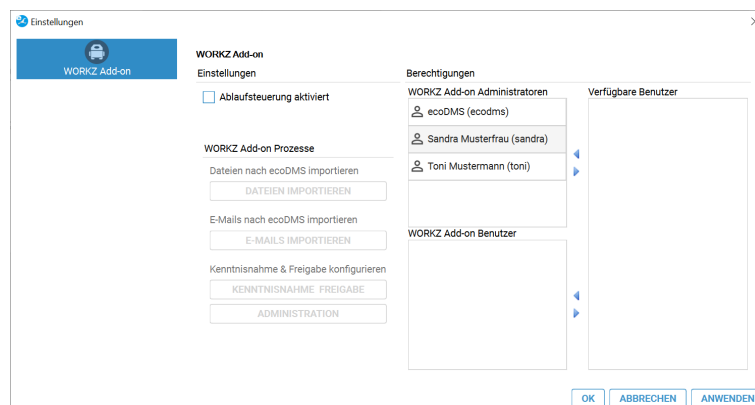 Einstellungen
WORKZ Add-on
WORKZ Add-on
Einstellungen
Ablaufsteuerung aktiviert
WORKZ Add-on Prozesse
Dateien nach ecoDMS importieren
DATEIEN IMPORTIEREN
E-Mails nach ecoDMS importieren
E-MAILS IMPORTIEREN
Kenntnisnahme & Freigabe konfigurieren
KENNTNISNAHME FREIGABE
ADMINISTRATION
Berechtigungen
WORKZ Add-on Administratoren
ecoDMS (ecodms)
Sandra Musterfrau (sandra)
Toni Mustermann (toni)
WORKZ Add-on Benutzer
Verfügbare Benutzer
OK
ABBRECHEN
ANWENDEN